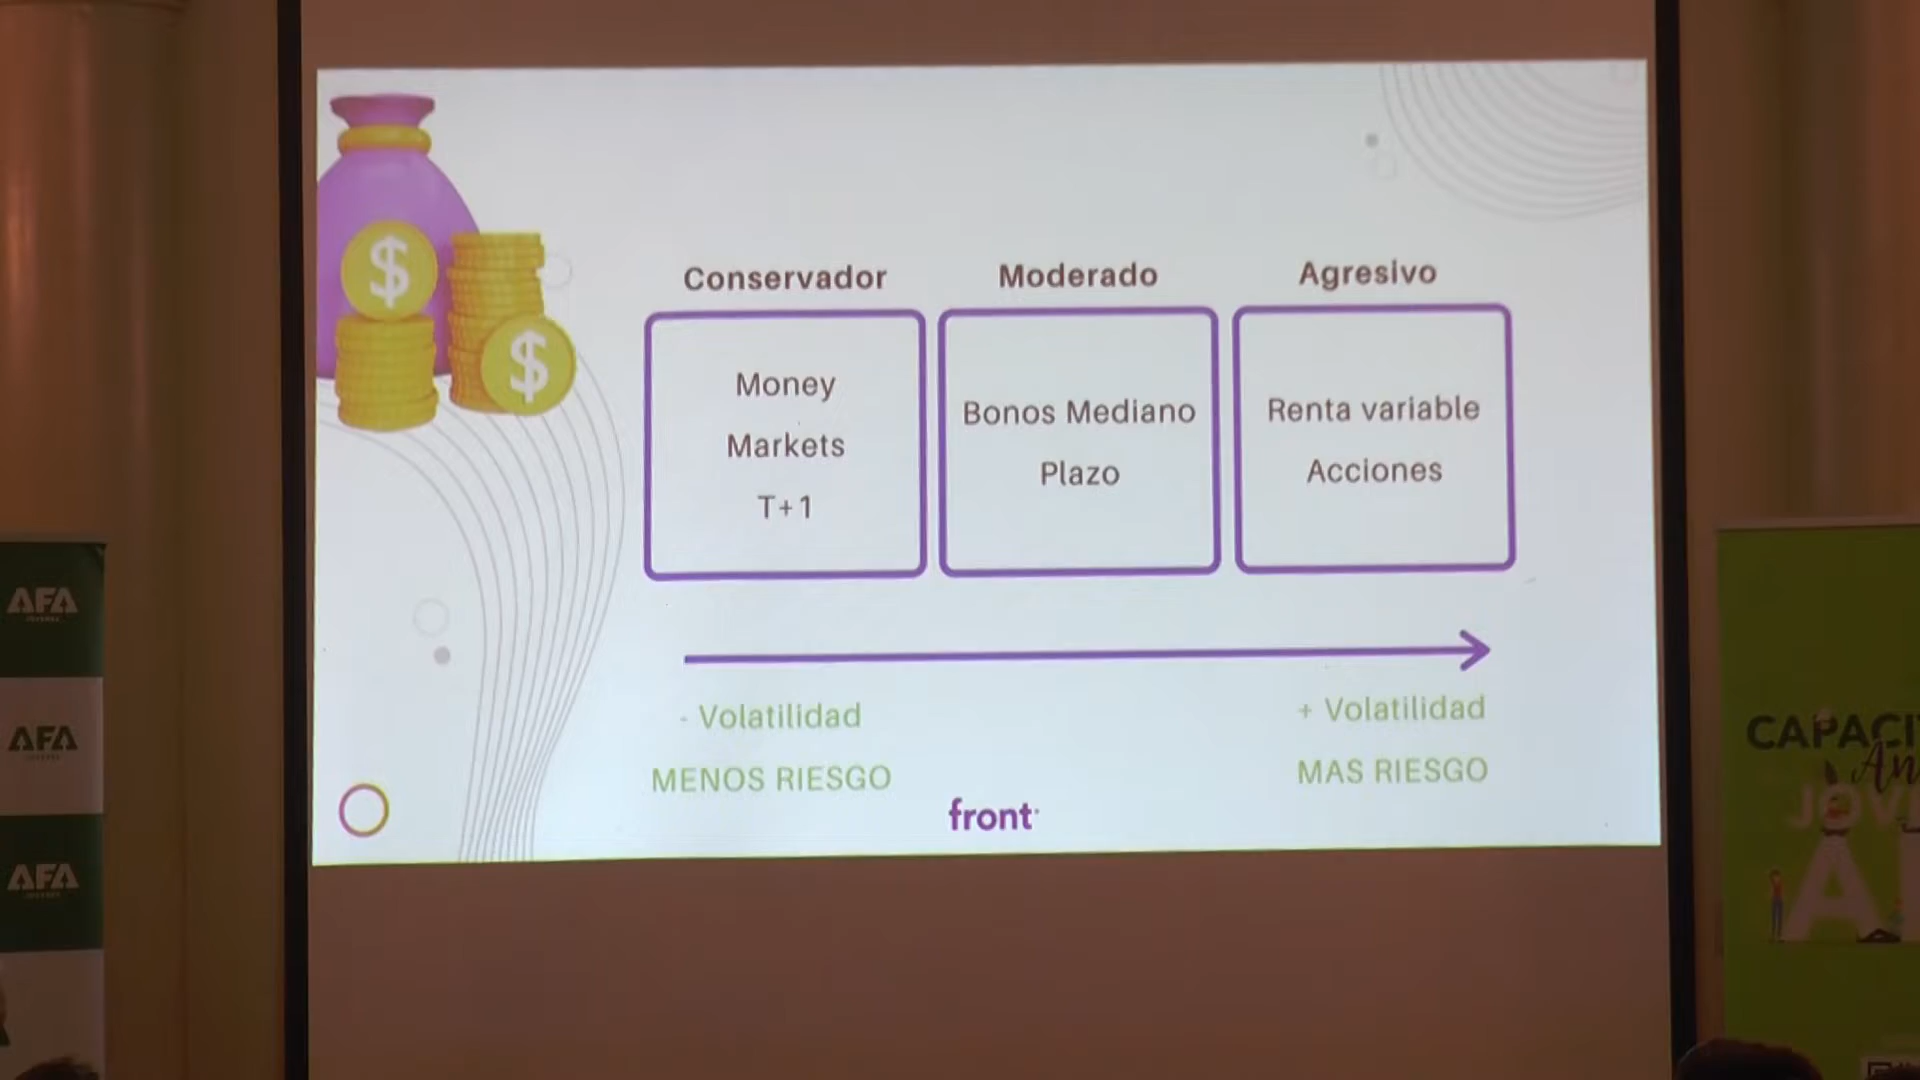 Conservador
Moderado
Agresivo
Money
Markets
T+1
Bonos Mediano
Plazo
Renta variable
Acciones
- Volatilidad
MENOS RIESGO
+ Volatilidad
MAS RIESGO
front
$
$
AFA
AFA
AFA